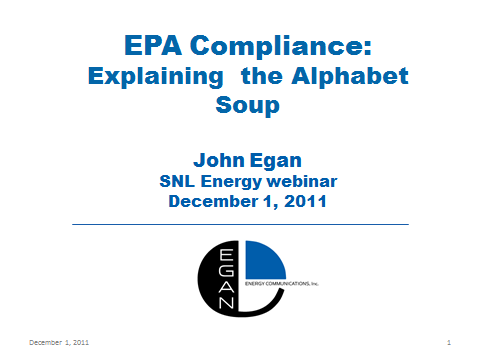 EPA Compliance:
Explaining the Alphabet
Soup
John Egan
SNL Energy webinar
December 1, 2011
EGAN
ENERGY COMMUNICATIONS, Inc.
December 1, 2011
1